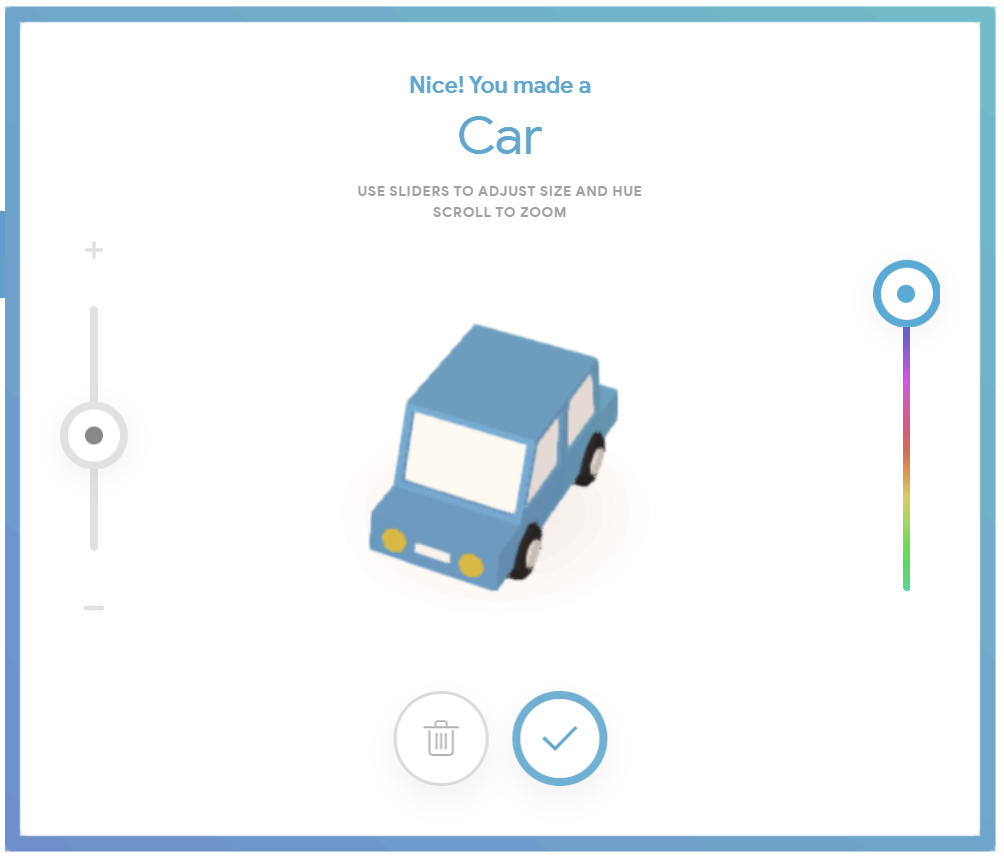 Nice! You made a
Car
USE SLIDERS TO ADJUST SIZE AND HUE
SCROLL TO ZOOM